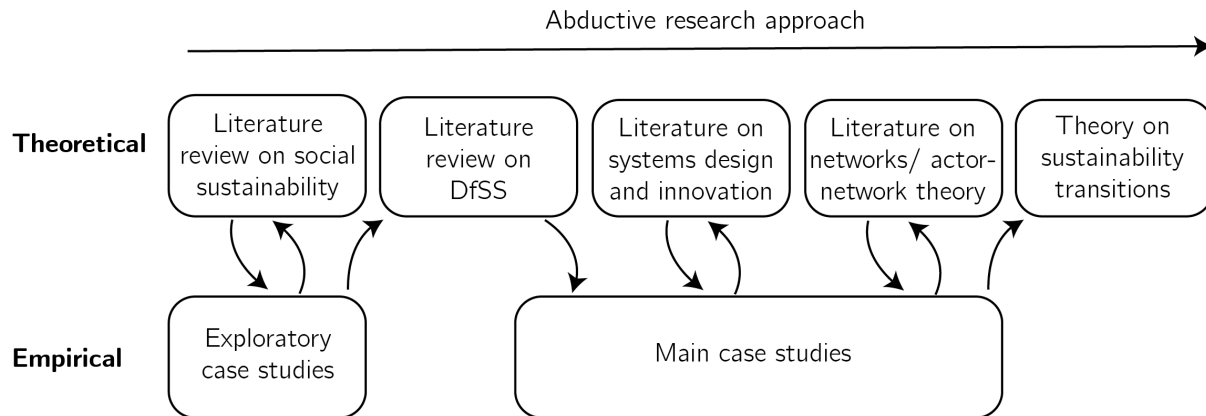 Abductive research approach
Theoretical
Literature
review on social
sustainability
Literature
review on
DfSS
Literature on
systems design
and innovation
Literature on
networks/ actor-
network theory
Theory on
sustainability
transitions
Empirical
Exploratory
case studies
Main case studies